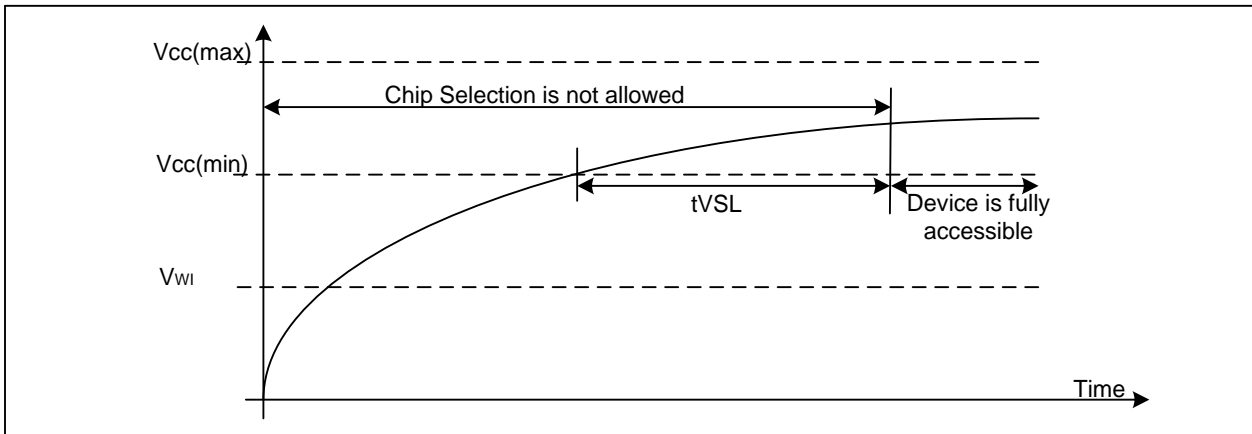 Vcc(max)
Chip Selection is not allowed
Vcc(min)
tVSL
Device is fully
accessible
VWI
Time